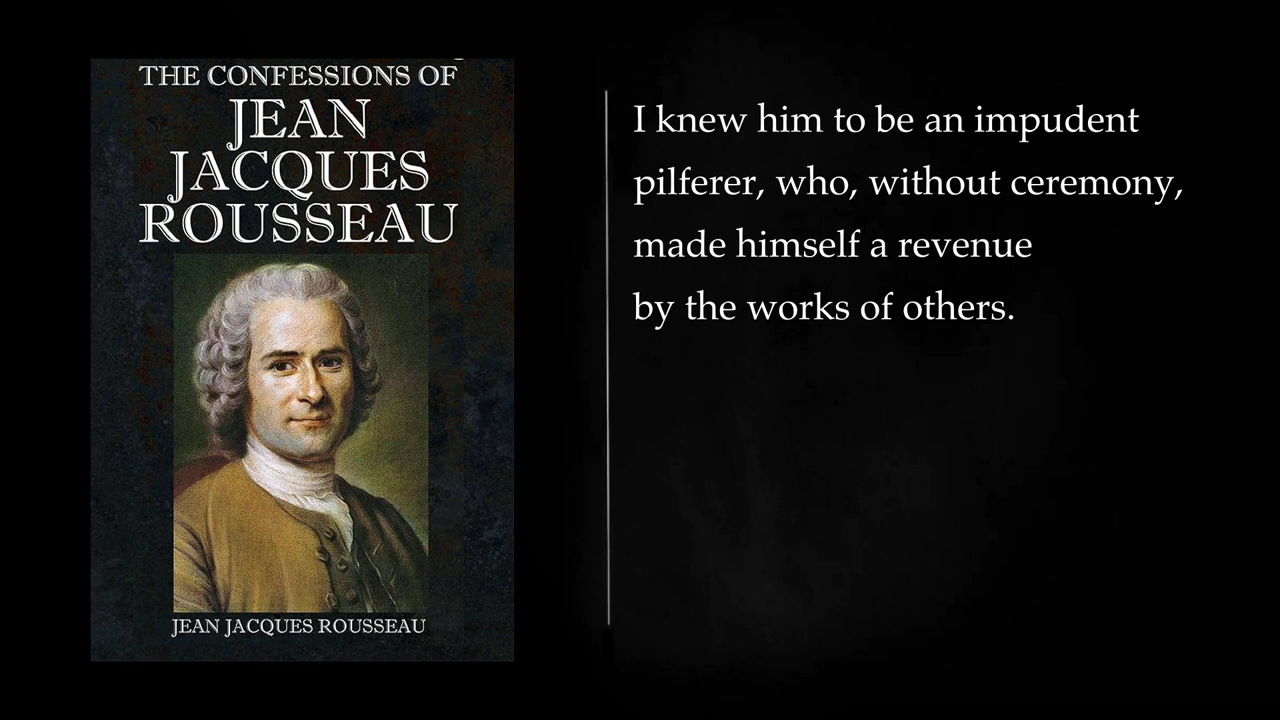 THE CONFESSIONS OF
JEAN
JACQUES
ROUSSEAU
JEAN JACQUES ROUSSEAU
I knew him to be an impudent
pilferer, who, without ceremony,
made himself a revenue
by the works of others.